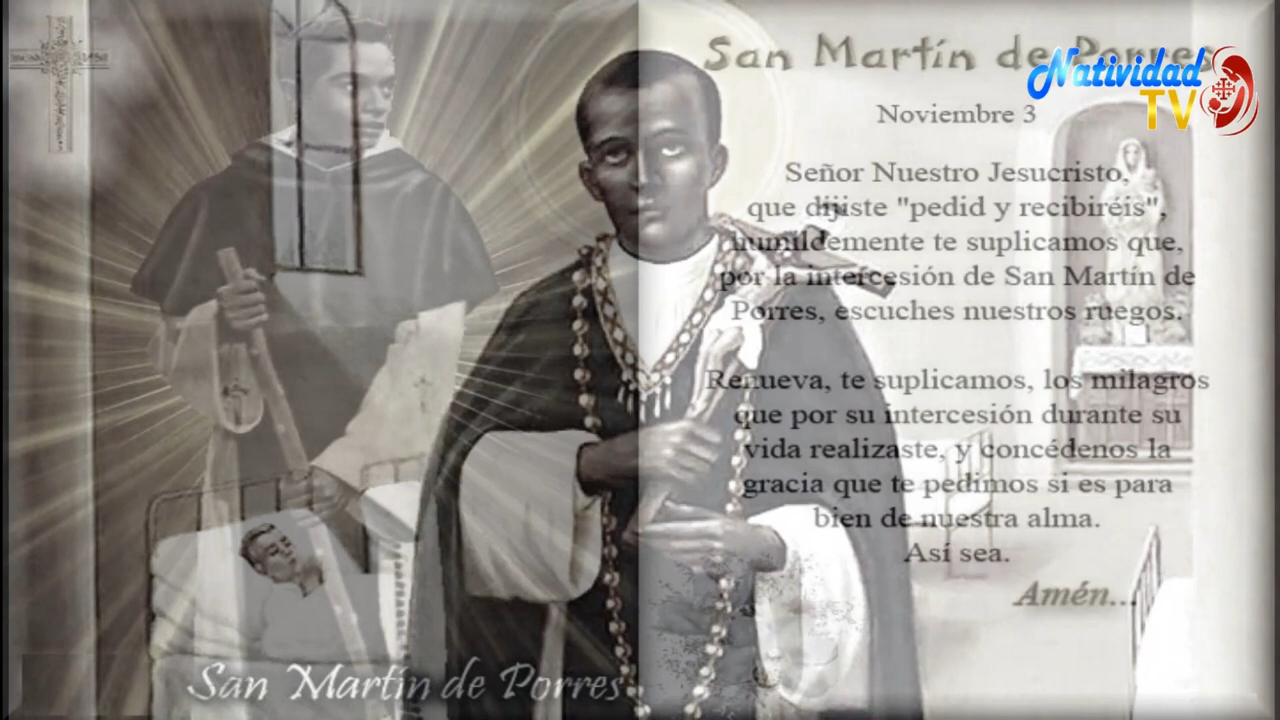 San Martín de Porres
Natividad
TV
Noviembre 3
Señor Nuestro Jesucristo,
que dijiste "pedid y recibiréis",
humildemente te suplicamos que,
por la intercesión de San Martín de
Porres, escuches nuestros ruegos.
Renueva, te suplicamos, los milagros
que por su intercesión durante su
vida realizaste, y concédenos la
gracia que te pedimos si es para
bien de nuestra alma.
Así sea.
Amén...
San Martín de Porres